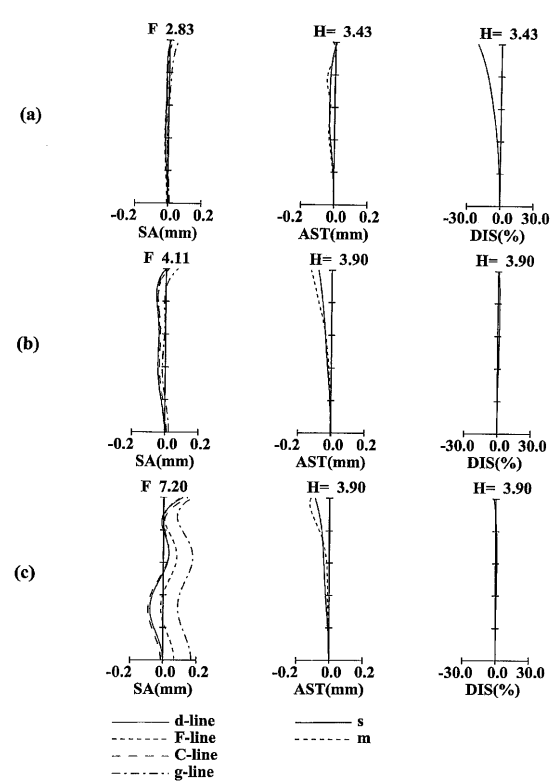 F 2.83 H= 3.43 H= 3.43
(a)
-0.2 0.0 0.2 -0.2 0.0 0.2 -30.0 0.0 30.0
SA(mm) AST(mm) DIS(%)
F 4.11 H= 3.90 H= 3.90
(b)
-0.2 0.0 0.2 -0.2 0.0 0.2 -30.0 0.0 30.0
SA(mm) AST(mm) DIS(%)
F 7.20 H= 3.90 H= 3.90
(c)
-0.2 0.0 0.2 -0.2 0.0 0.2 -30.0 0.0 30.0
SA(mm) AST(mm) DIS(%)
d-line s
F-line m
C-line
g-line